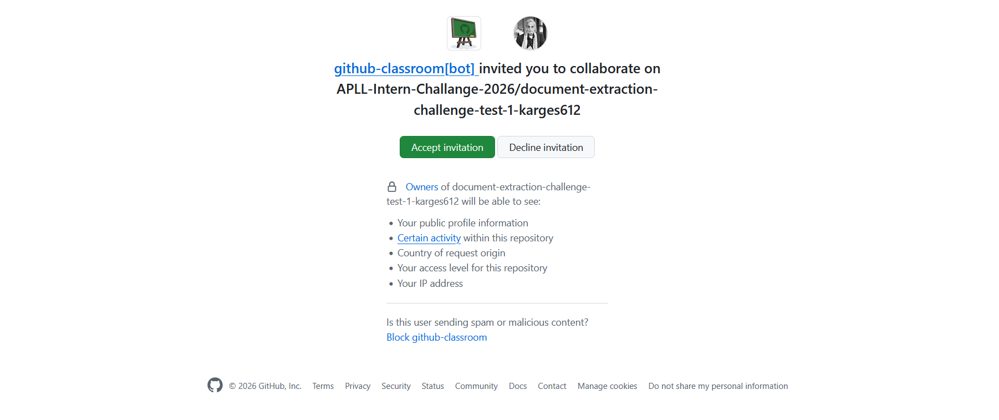 github-classroom[bot] invited you to collaborate on
APLL-Intern-Challange-2026/document-extraction-
challenge-test-1-karges612
Accept invitation
Decline invitation
Owners of document-extraction-challenge-
test-1-karges612 will be able to see:
• Your public profile information
• Certain activity within this repository
• Country of request origin
• Your access level for this repository
• Your IP address
Is this user sending spam or malicious content?
Block github-classroom
© 2026 GitHub, Inc. Terms Privacy Security Status Community Docs Contact Manage cookies Do not share my personal information